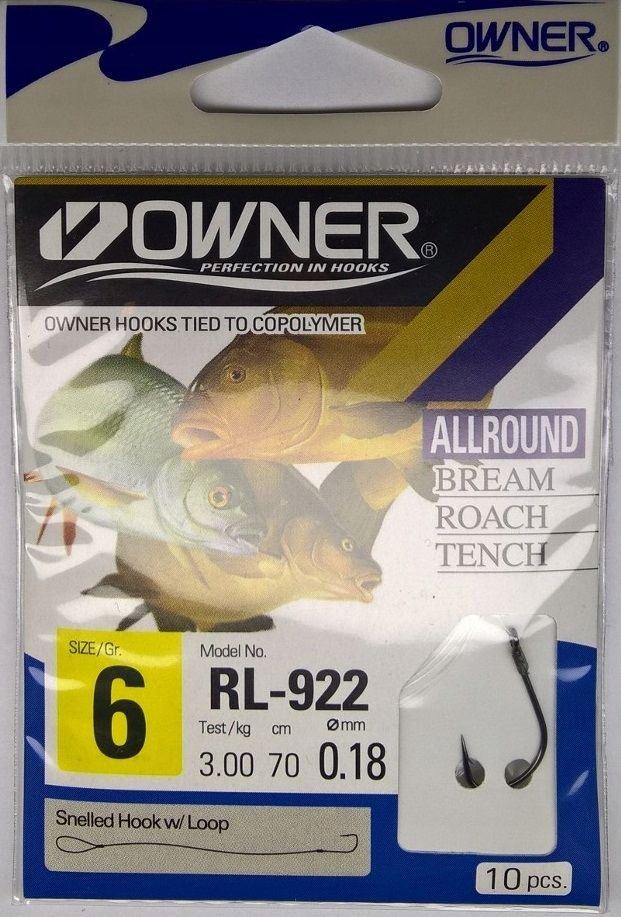 OWNER®
OWNER®
PERFECTION IN HOOKS
OWNER HOOKS TIED TO COPOLYMER
ALLROUND
BREAM
ROACH
TENCH
SIZE/Gr.
6
Model No.
RL-922
Test/kg cm Ømm
3.00 70 0.18
Snelled Hook w/ Loop
10 pcs.